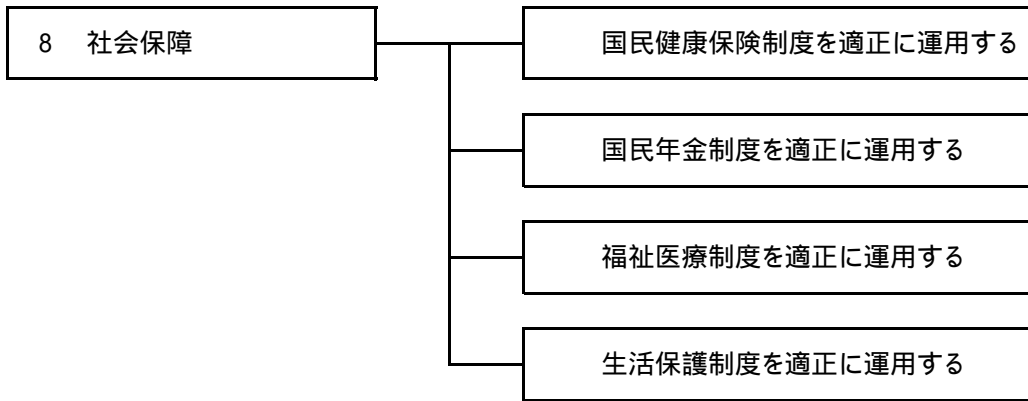 8 社会保障
国民健康保険制度を適正に運用する
国民年金制度を適正に運用する
福祉医療制度を適正に運用する
生活保護制度を適正に運用する